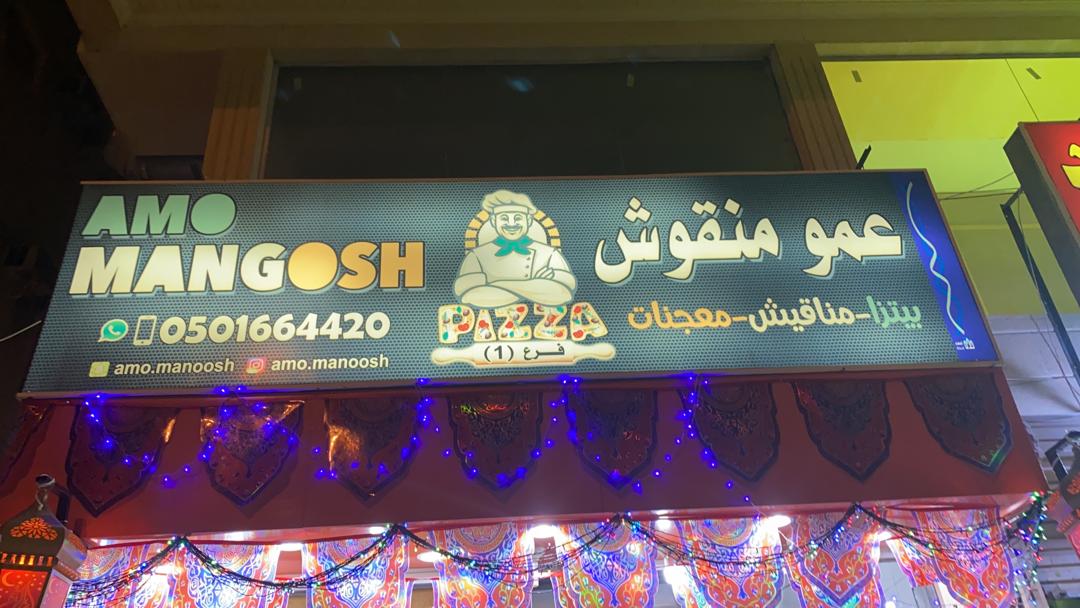 AMO
MANGOSH
0501664420
amo.manoosh amo.manoosh
PIZZA
فرع (1)
عمو منقوش
بيتزا-مناقيش-معجنات